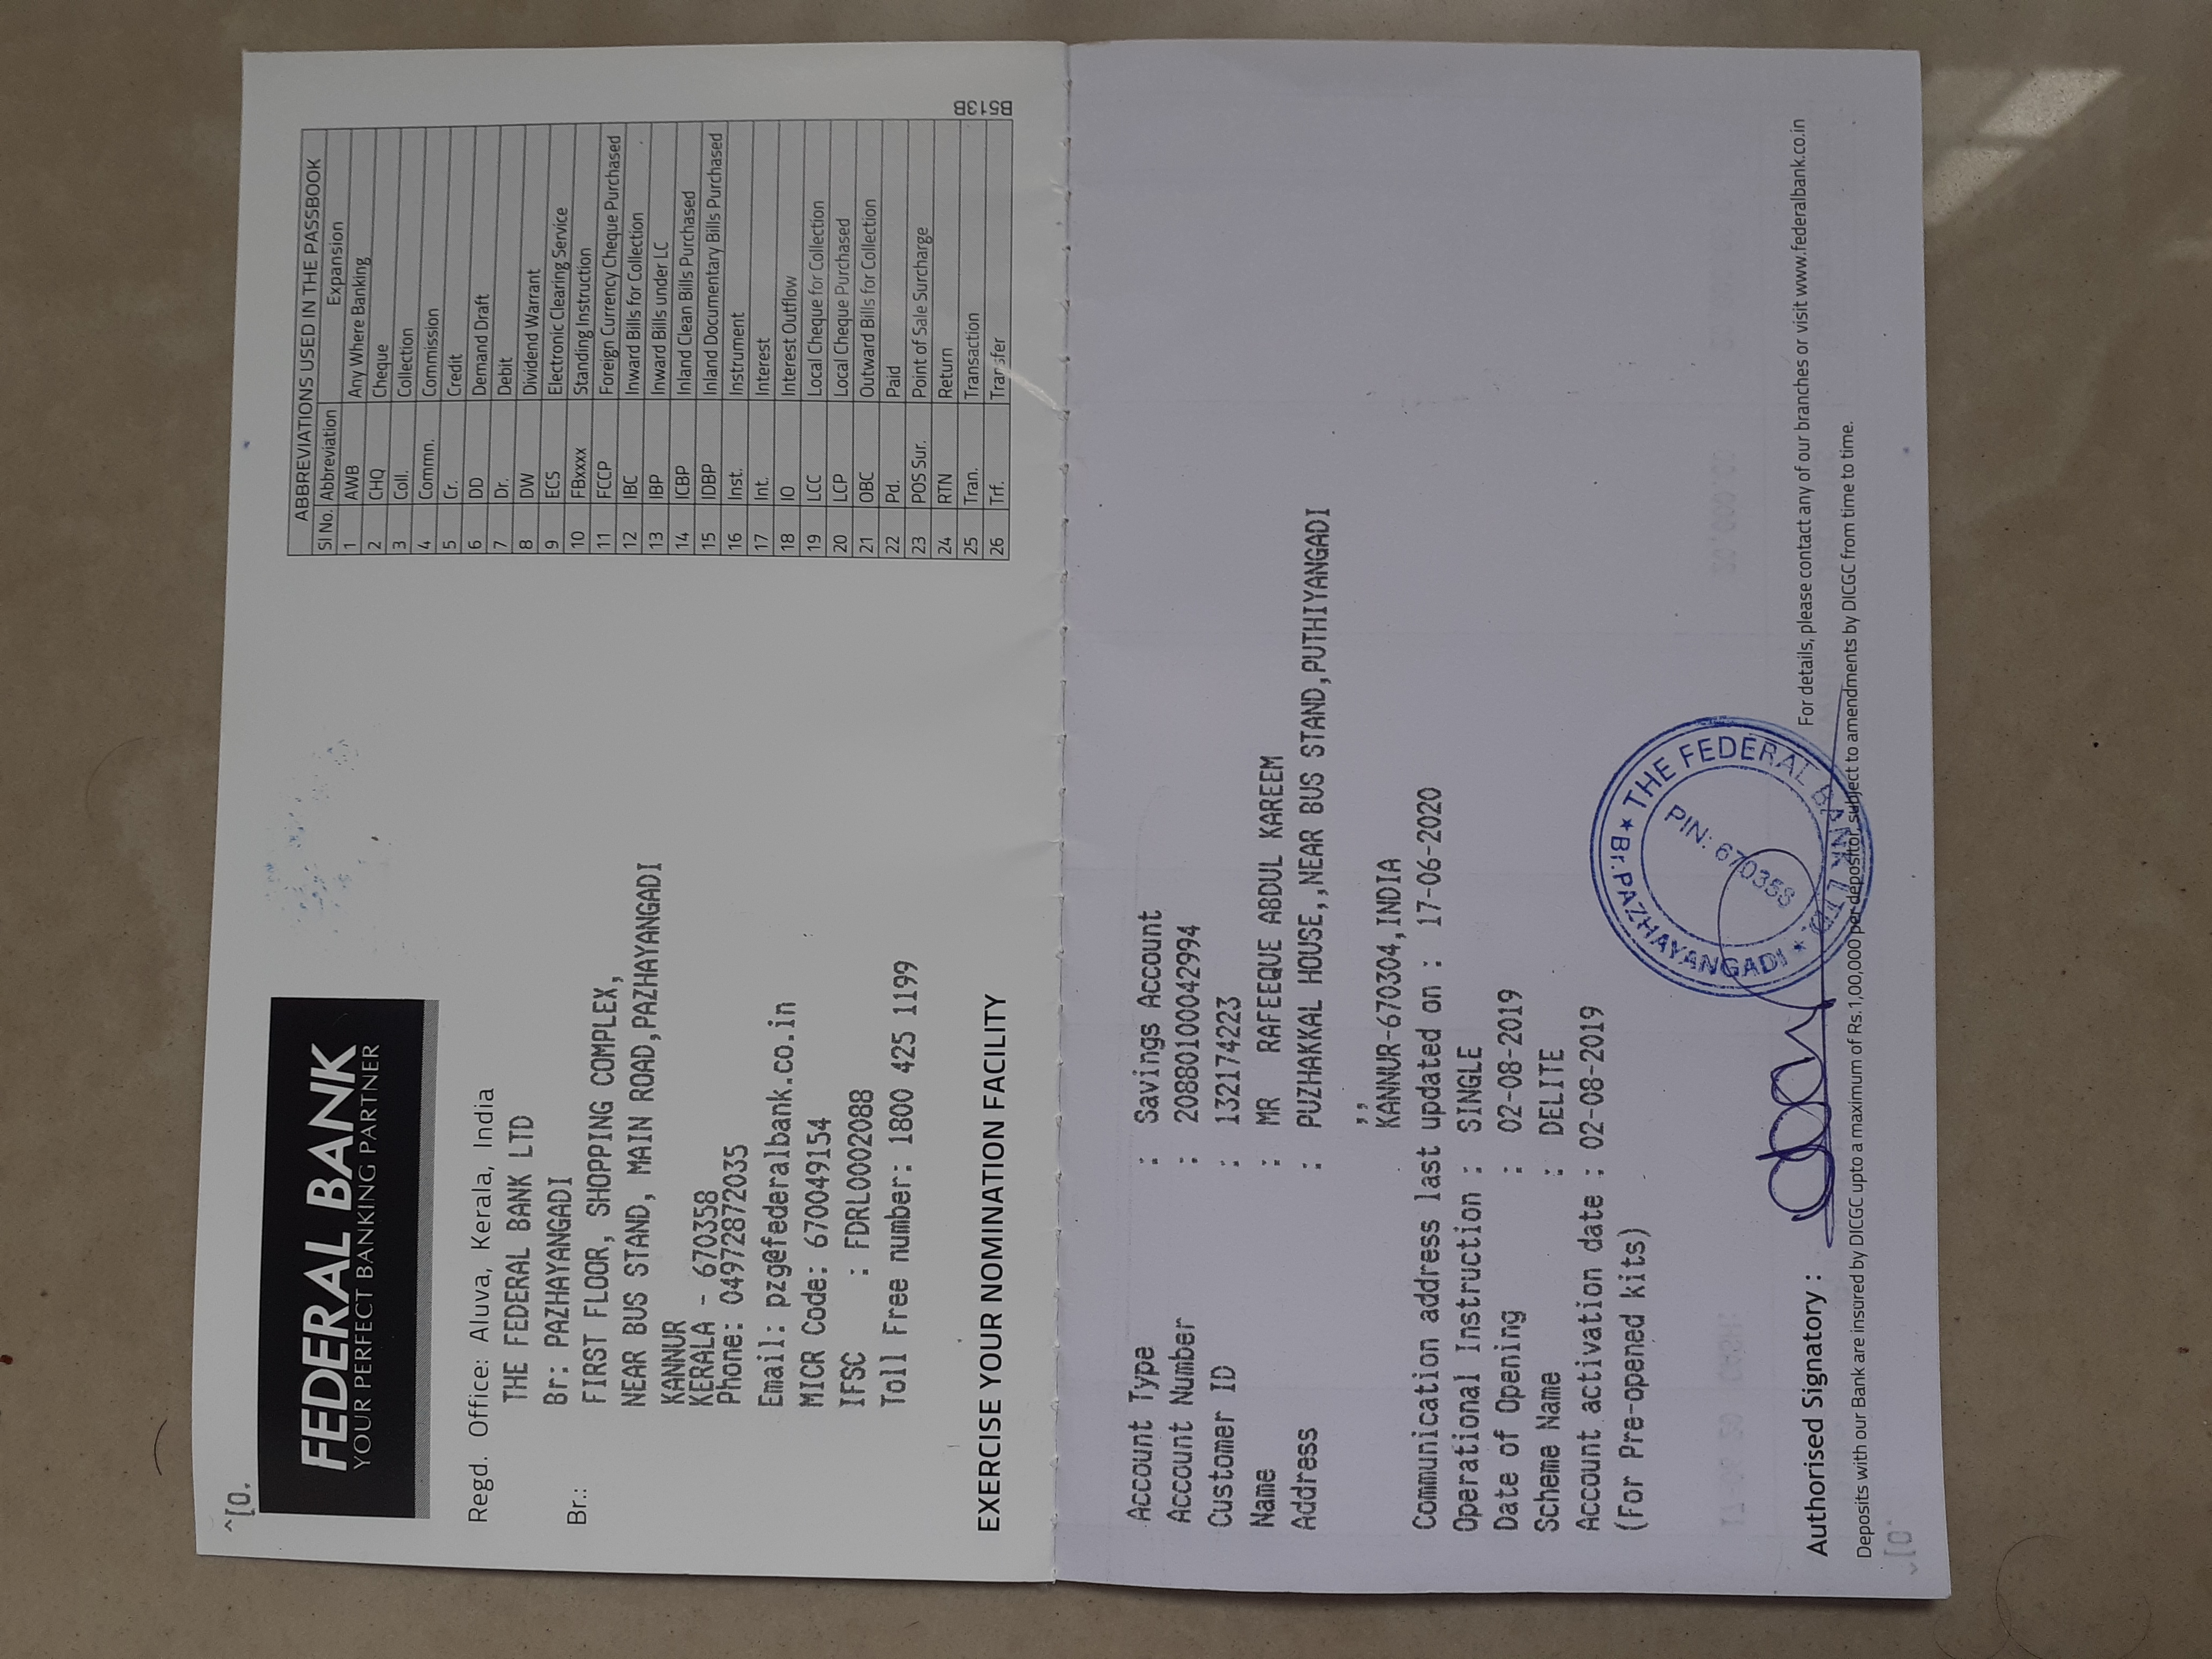 ^[0.
FEDERAL BANK
YOUR PERFECT BANKING PARTNER
Regd. Office: Aluva, Kerala, India
THE FEDERAL BANK LTD
Br.: Br: PAZHAYANGADI
FIRST FLOOR, SHOPPING COMPLEX,
NEAR BUS STAND, MAIN ROAD,PAZHAYANGADI
KANNUR
KERALA - 670358
Phone: 04972872035
Email: pzg@federalbank.co.in
MICR Code: 670049154
IFSC : FDRL0002088
Toll Free number: 1800 425 1199
EXERCISE YOUR NOMINATION FACILITY
ABBREVIATIONS USED IN THE PASSBOOK
Sl No. Abbreviation Expansion
1 AWB Any Where Banking
2 CHQ Cheque
3 Coll. Collection
4 Commn. Commission
5 Cr. Credit
6 DD Demand Draft
7 Dr. Debit
8 DW Dividend Warrant
9 ECS Electronic Clearing Service
10 FBxxxx Standing Instruction
11 FCCP Foreign Currency Cheque Purchased
12 IBC Inward Bills for Collection
13 IBP Inward Bills under LC
14 ICBP Inland Clean Bills Purchased
15 IDBP Inland Documentary Bills Purchased
16 Inst. Instrument
17 Int. Interest
18 IO Interest Outflow
19 LCC Local Cheque for Collection
20 LCP Local Cheque Purchased
21 OBC Outward Bills for Collection
22 Pd. Paid
23 POS Sur. Point of Sale Surcharge
24 RTN Return
25 Tran. Transaction
26 Trf. Transfer
B513B
Account Type : Savings Account
Account Number : 20880100042994
Customer ID : 132174223
Name : MR RAFEEQUE ABDUL KAREEM
Address : PUZHAKKAL HOUSE,,NEAR BUS STAND,PUTHIYANGADI
,,
KANNUR-670304,INDIA
Communication address last updated on : 17-06-2020
Operational Instruction : SINGLE
Date of Opening : 02-08-2019
Scheme Name : DELITE
Account activation date : 02-08-2019
(For Pre-opened kits)
THE FEDERAL BANK LTD. ★ Br.PAZHAYANGADI ★
PIN: 670358
Authorised Signatory :
For details, please contact any of our branches or visit www.federalbank.co.in
Deposits with our Bank are insured by DICGC upto a maximum of Rs.1,00,000 per depositor, subject to amendments by DICGC from time to time.